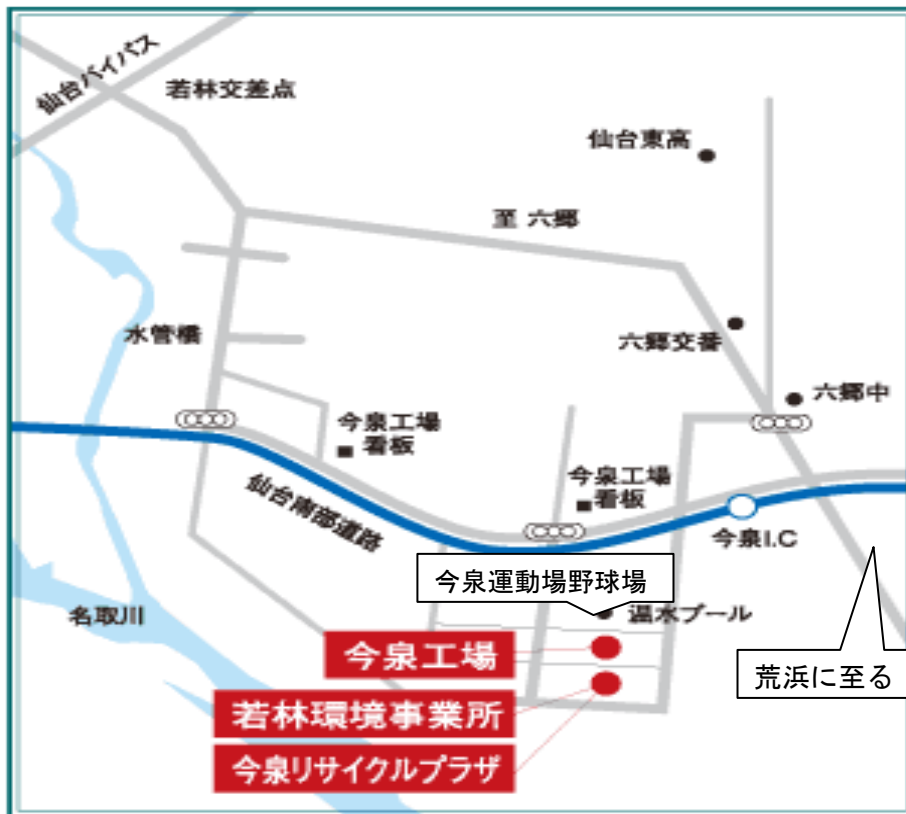 仙台バイパス
若林交差点
仙台東高
至 六郷
水管橋
六郷交番
六郷中
今泉工場
看板
今泉工場
看板
仙台南部道路
今泉I.C
今泉運動場野球場
温水プール
名取川
今泉工場
荒浜に至る
若林環境事業所
今泉リサイクルプラザ